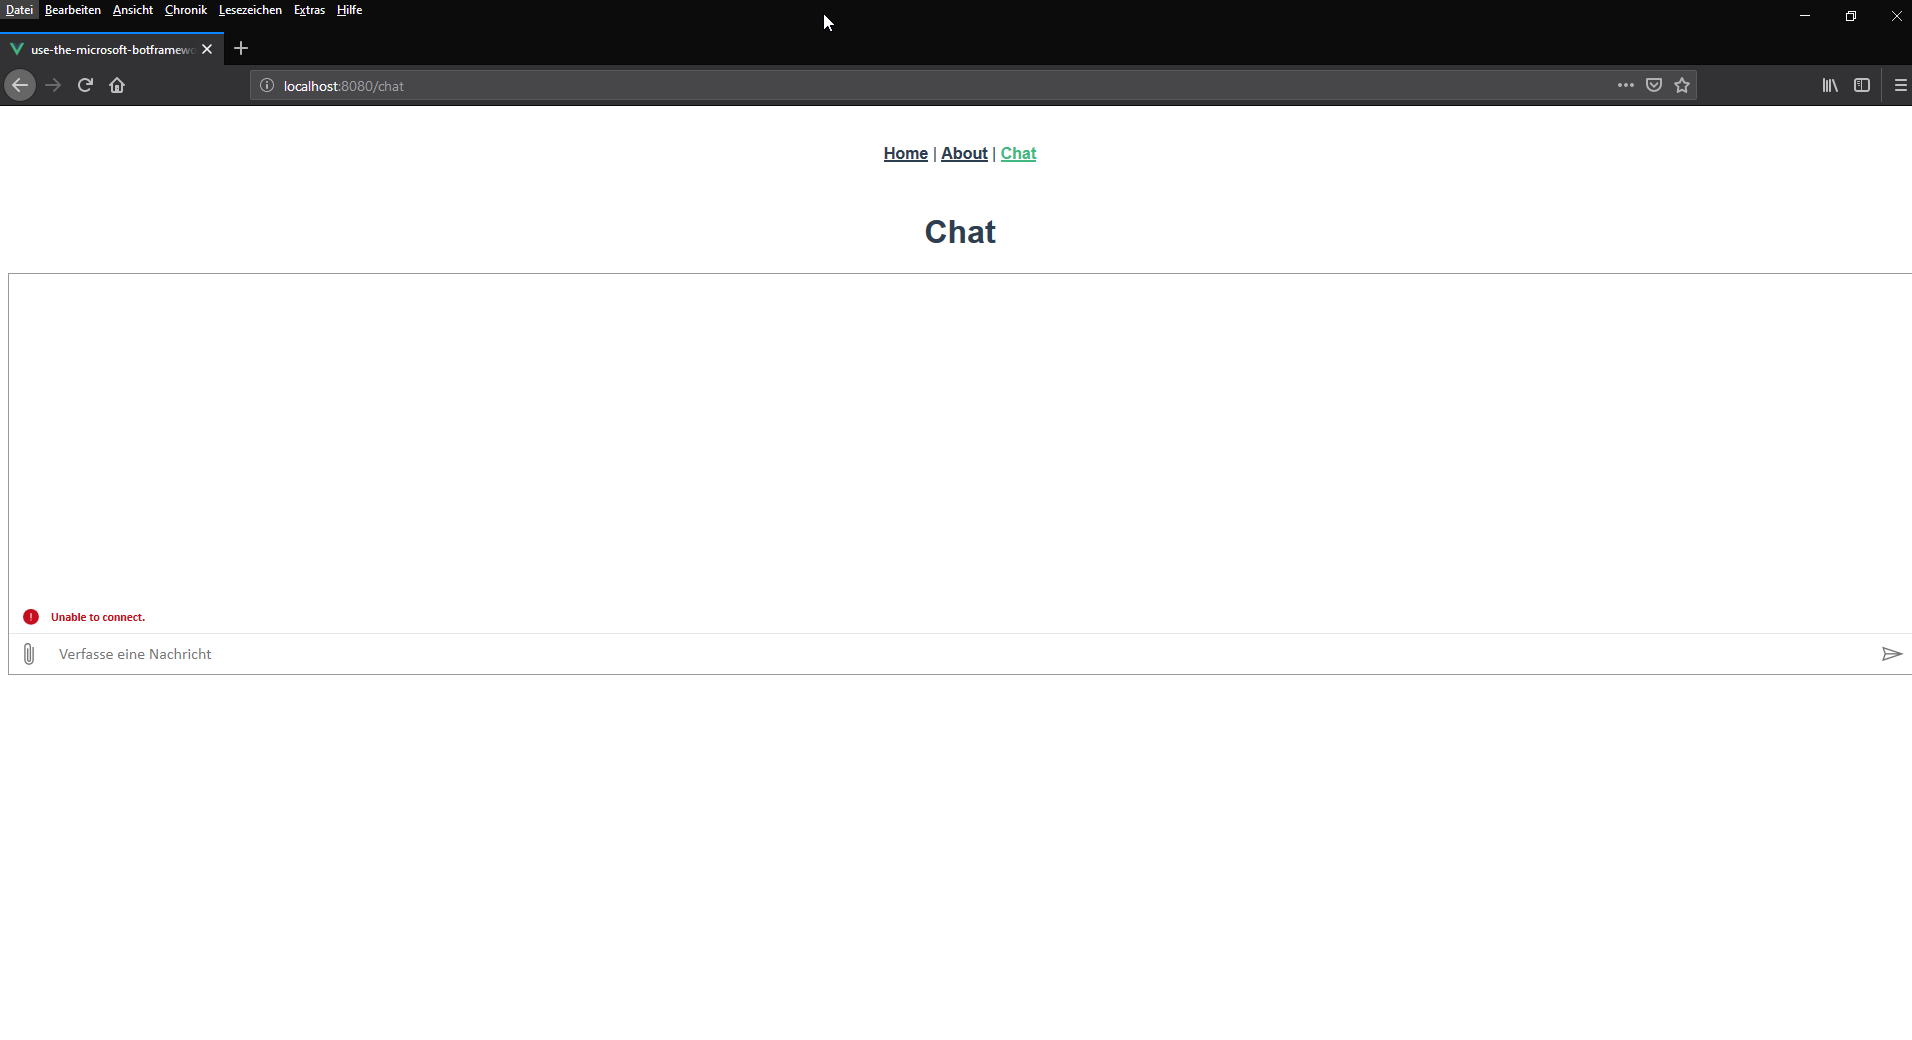 Datei Bearbeiten Ansicht Chronik Lesezeichen Extras Hilfe
use-the-microsoft-botframewo
localhost:8080/chat
Home | About | Chat
Chat
Unable to connect.
Verfasse eine Nachricht